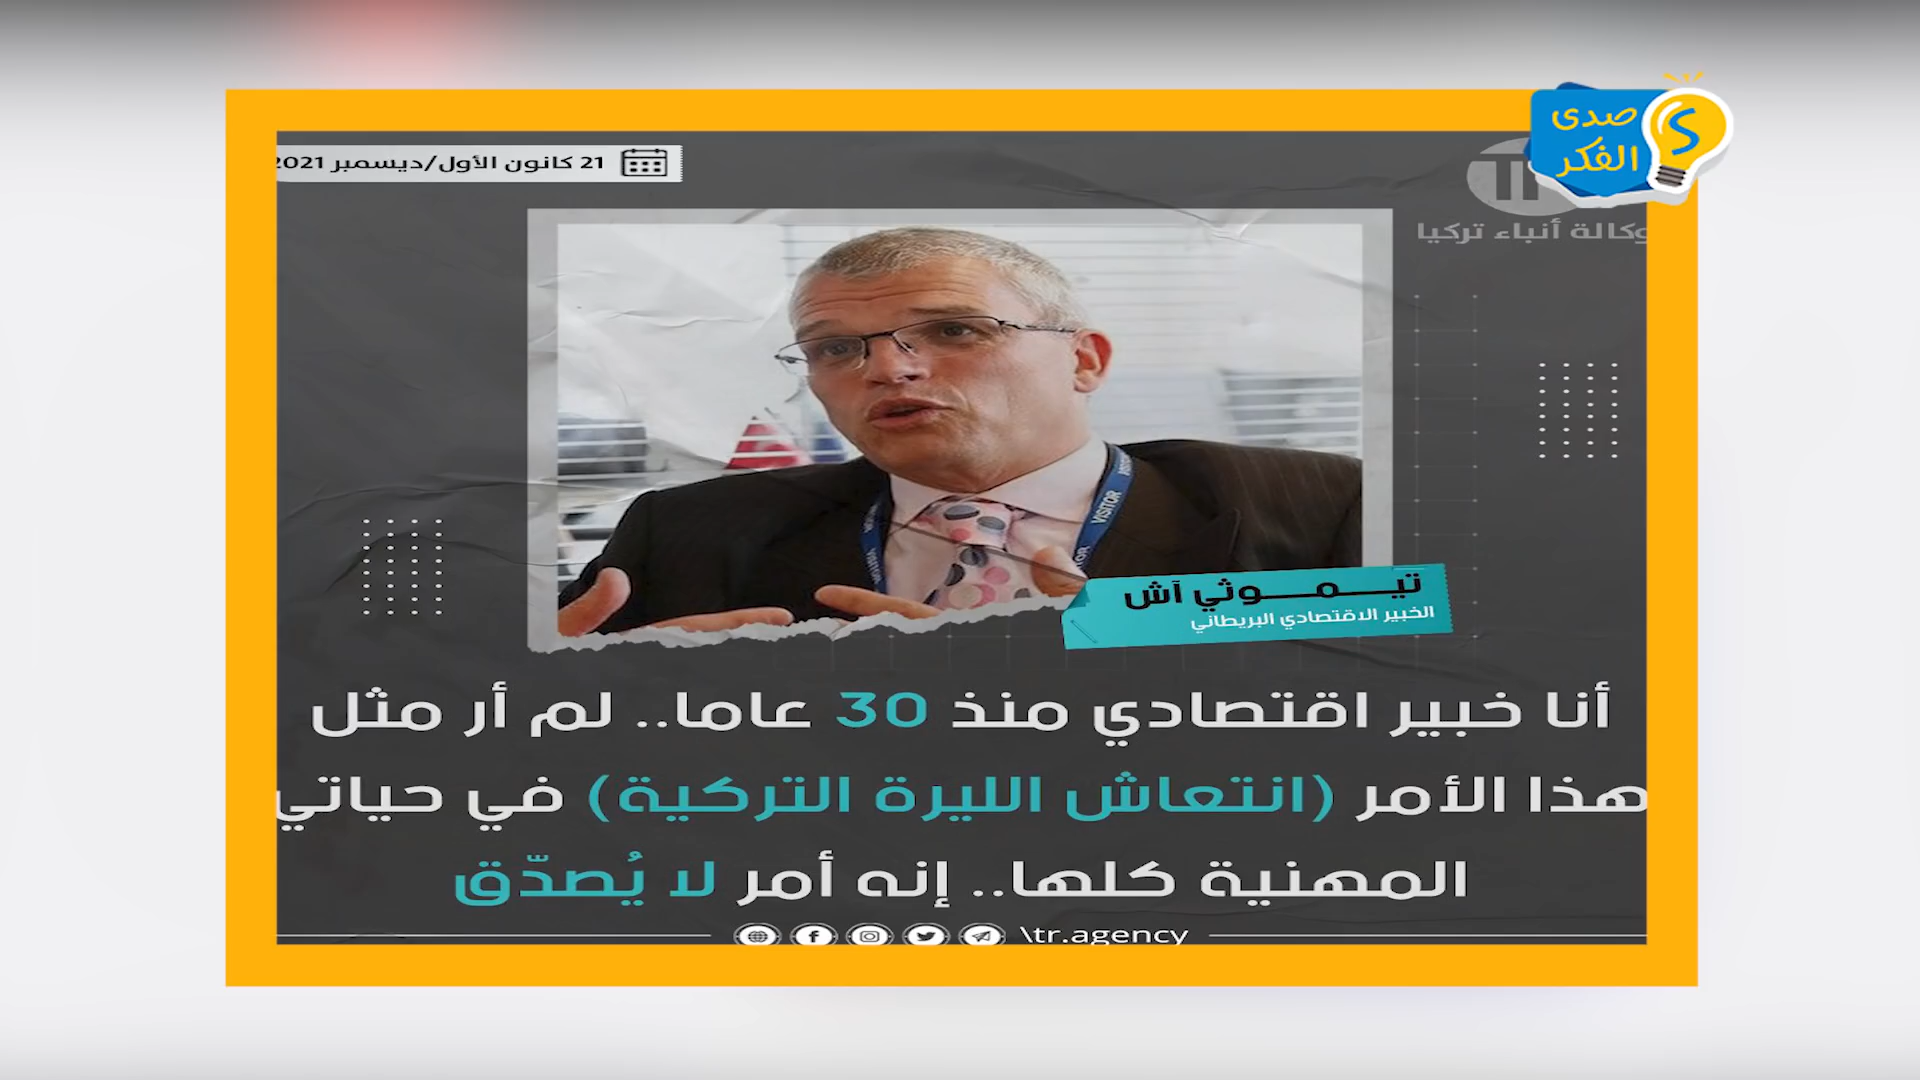 صدى
الفكر
21 كانون الأول/ديسمبر 2021
وكالة أنباء تركيا
VISITOR
تيـــمـــوثي آش
الخبير الاقتصادي البريطاني
أنا خبير اقتصادي منذ 30 عاما.. لم أر مثل
هذا الأمر (انتعاش الليرة التركية) في حياتي
المهنية كلها.. إنه أمر لا يُصدّق
\tr.agency